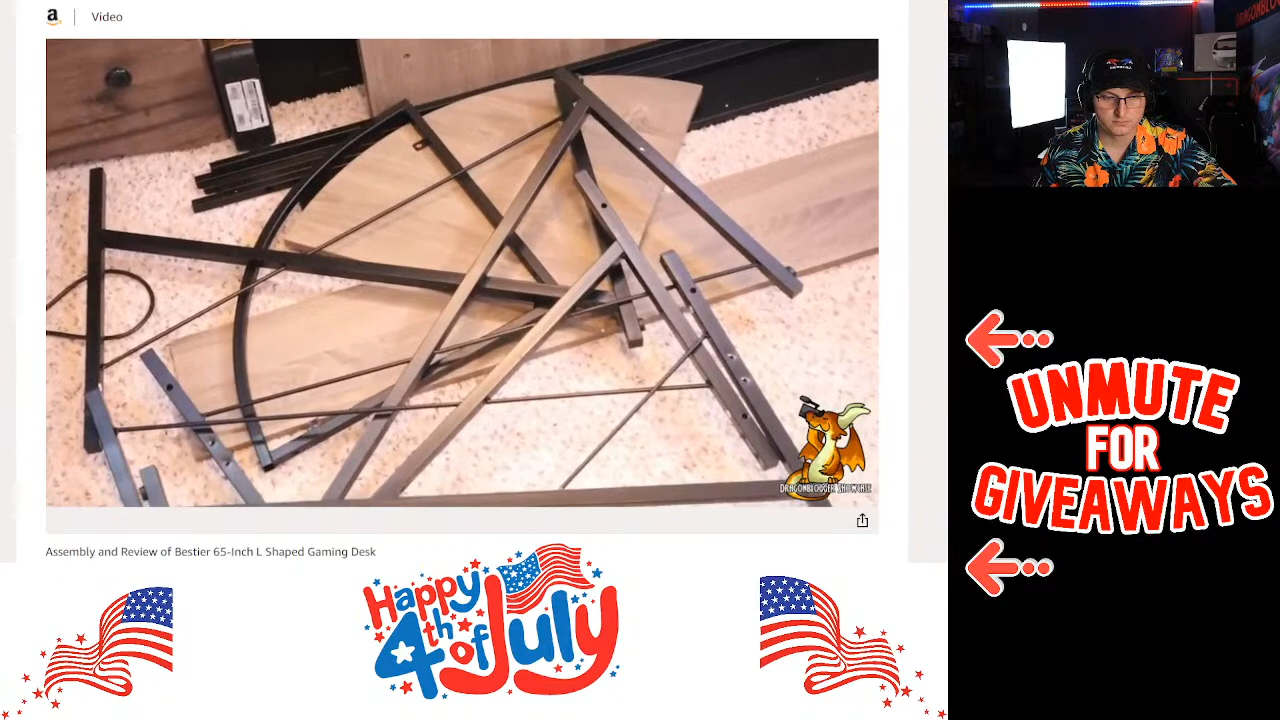 a
Video
DRAGONBLOGGER SHOWCASE
Assembly and Review of Bestier 65-Inch L Shaped Gaming Desk
Happy
4th of July
UNMUTE
FOR
GIVEAWAYS